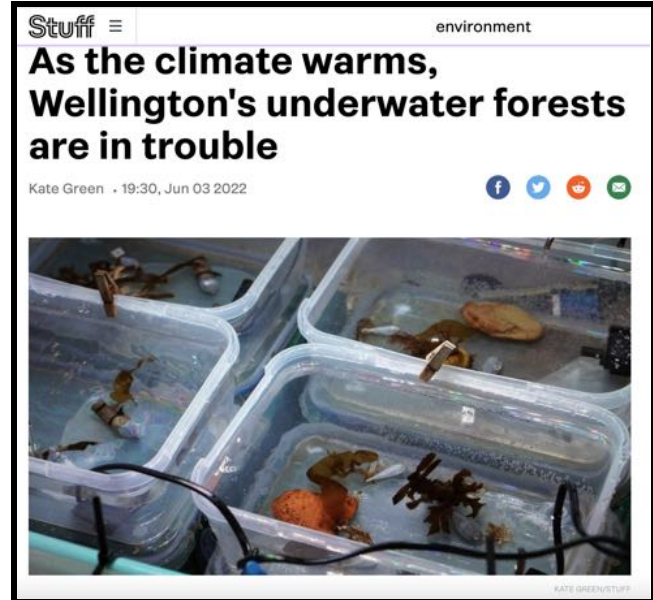 Stuff
environment
As the climate warms,
Wellington's underwater forests
are in trouble
Kate Green . 19:30, Jun 03 2022
KATE GREEN/STUFF